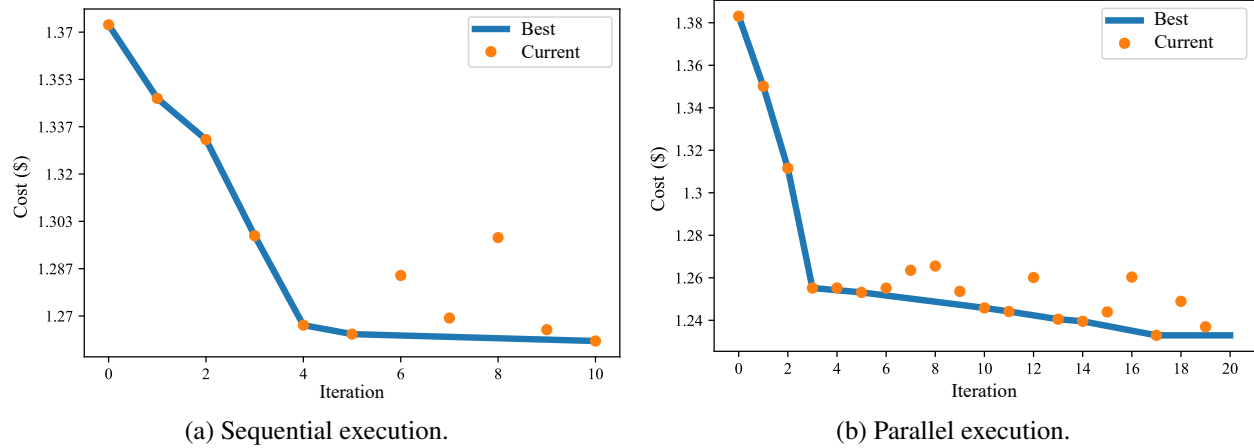 1.37
1.353
1.337
1.32
1.303
1.287
1.27
Cost ($)
0 2 4 6 8 10
Iteration
Best
Current
(a) Sequential execution.
1.38
1.36
1.34
1.32
1.3
1.28
1.26
1.24
Cost ($)
0 2 4 6 8 10 12 14 16 18 20
Iteration
Best
Current
(b) Parallel execution.